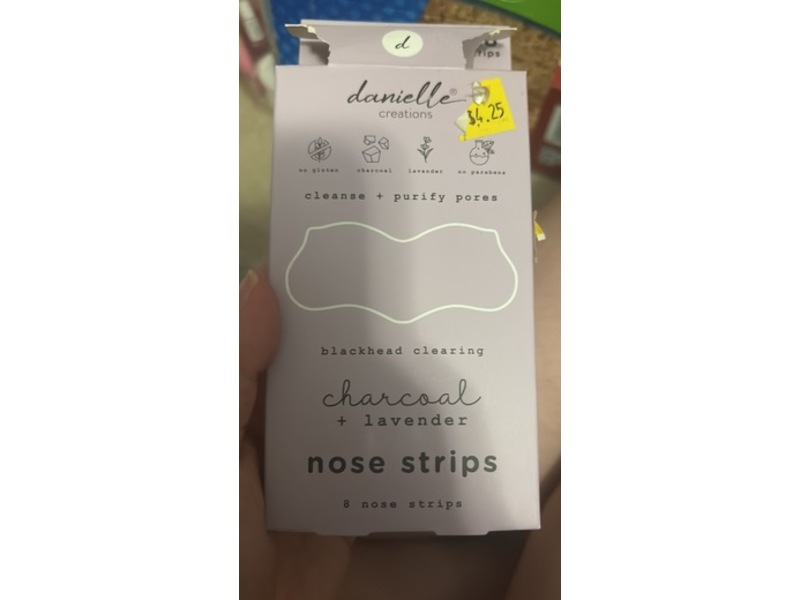 d
rips
danielle®
creations
$4.25
no gluten charcoal lavender no parabens
cleanse + purify pores
blackhead clearing
charcoal
+ lavender
nose strips
8 nose strips